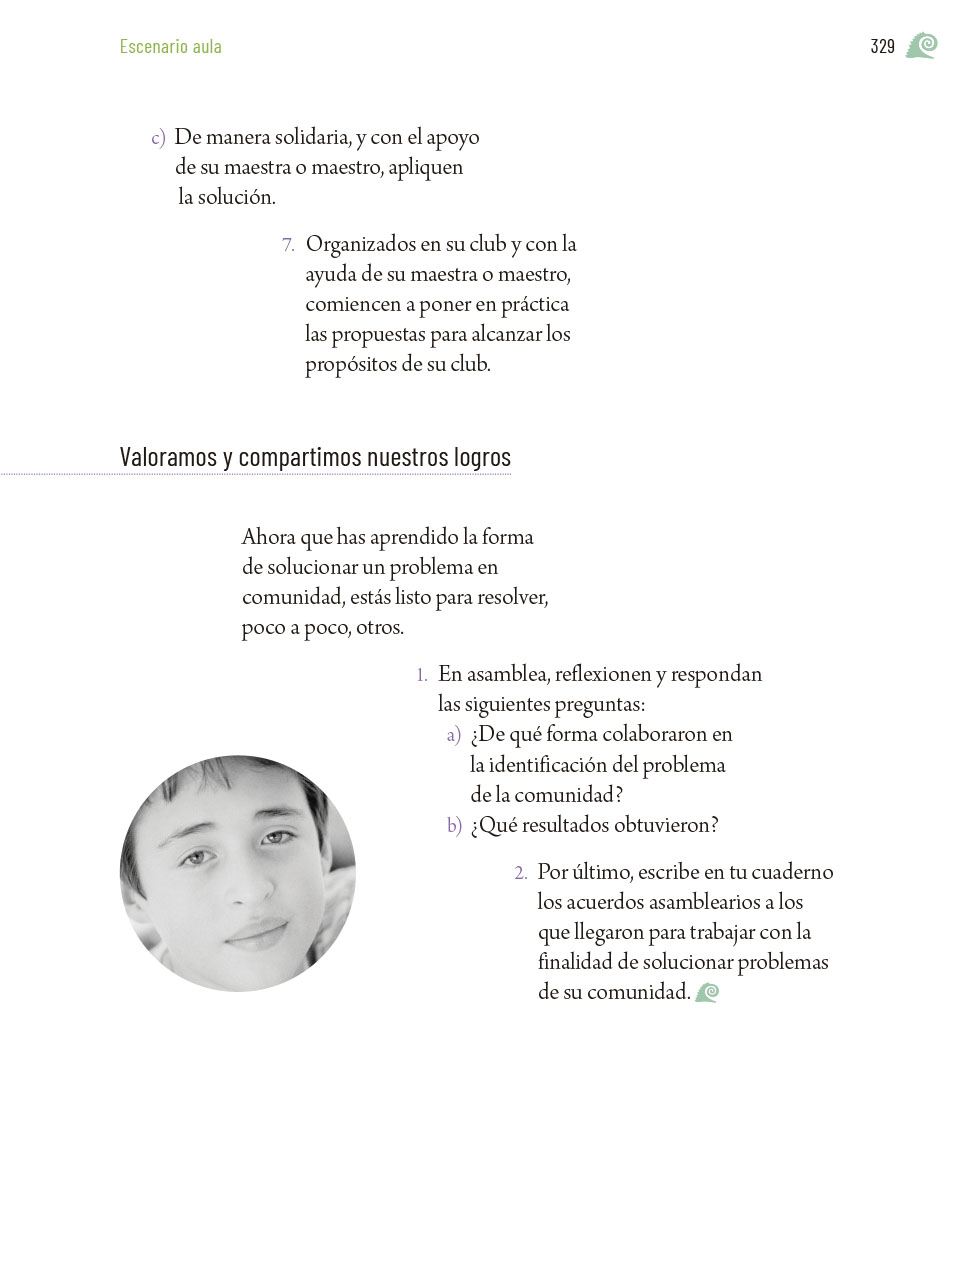 Escenario aula
329
c) De manera solidaria, y con el apoyo
de su maestra o maestro, apliquen
la solución.
7. Organizados en su club y con la
ayuda de su maestra o maestro,
comiencen a poner en práctica
las propuestas para alcanzar los
propósitos de su club.
Valoramos y compartimos nuestros logros
Ahora que has aprendido la forma
de solucionar un problema en
comunidad, estás listo para resolver,
poco a poco, otros.
1. En asamblea, reflexionen y respondan
las siguientes preguntas:
a) ¿De qué forma colaboraron en
la identificación del problema
de la comunidad?
b) ¿Qué resultados obtuvieron?
2. Por último, escribe en tu cuaderno
los acuerdos asamblearios a los
que llegaron para trabajar con la
finalidad de solucionar problemas
de su comunidad.